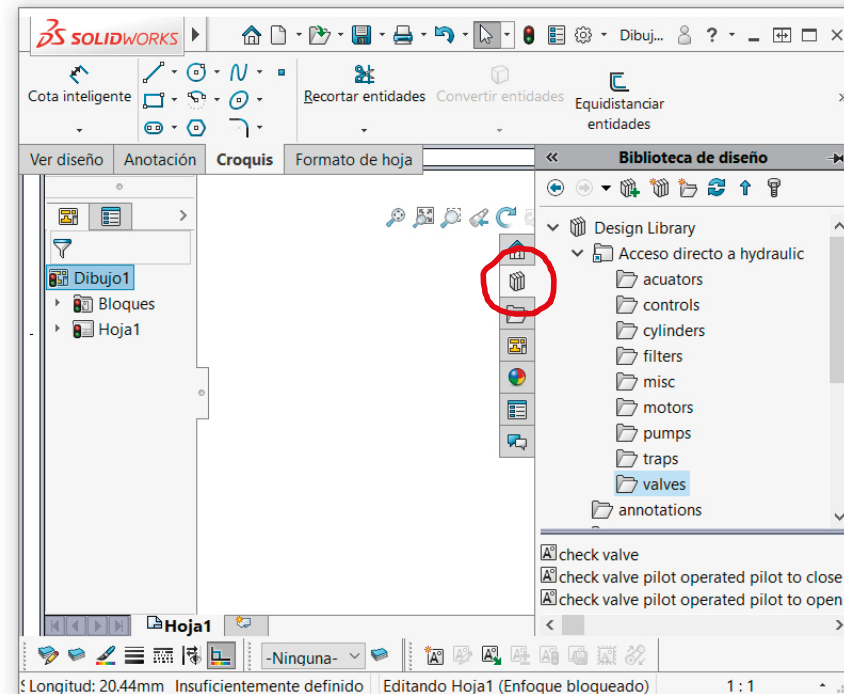 SOLIDWORKS
Dibuj...
?
Cota inteligente
Recortar entidades
Convertir entidades
Equidistanciar
entidades
Ver diseño
Anotación
Croquis
Formato de hoja
Biblioteca de diseño
Dibujo1
Bloques
Hoja1
Design Library
Acceso directo a hydraulic
acuators
controls
cylinders
filters
misc
motors
pumps
traps
valves
annotations
check valve
check valve pilot operated pilot to close
check valve pilot operated pilot to open
Hoja1
-Ninguna-
Longitud: 20.44mm
Insuficientemente definido
Editando Hoja1 (Enfoque bloqueado)
1 : 1